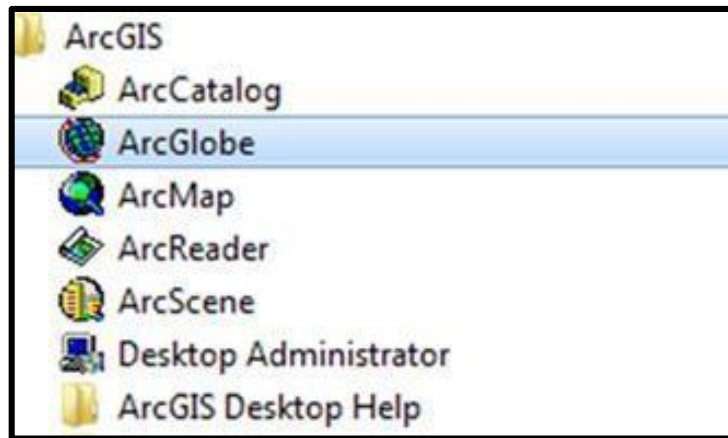 ArcGIS
ArcCatalog
ArcGlobe
ArcMap
ArcReader
ArcScene
Desktop Administrator
ArcGIS Desktop Help